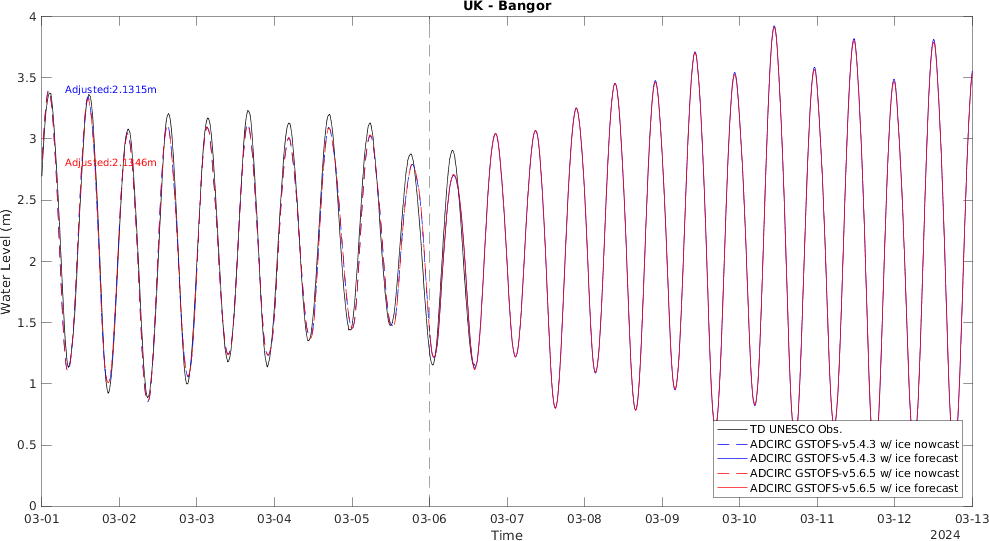 UK - Bangor
4
3.5
3
2.5
2
1.5
1
0.5
0
Water Level (m)
Adjusted:2.1315m
Adjusted:2.1346m
TD UNESCO Obs.
ADCIRC GSTOFS-v5.4.3 w/ ice nowcast
ADCIRC GSTOFS-v5.4.3 w/ ice forecast
ADCIRC GSTOFS-v5.6.5 w/ ice nowcast
ADCIRC GSTOFS-v5.6.5 w/ ice forecast
03-01 03-02 03-03 03-04 03-05 03-06 03-07 03-08 03-09 03-10 03-11 03-12 03-13
Time
2024